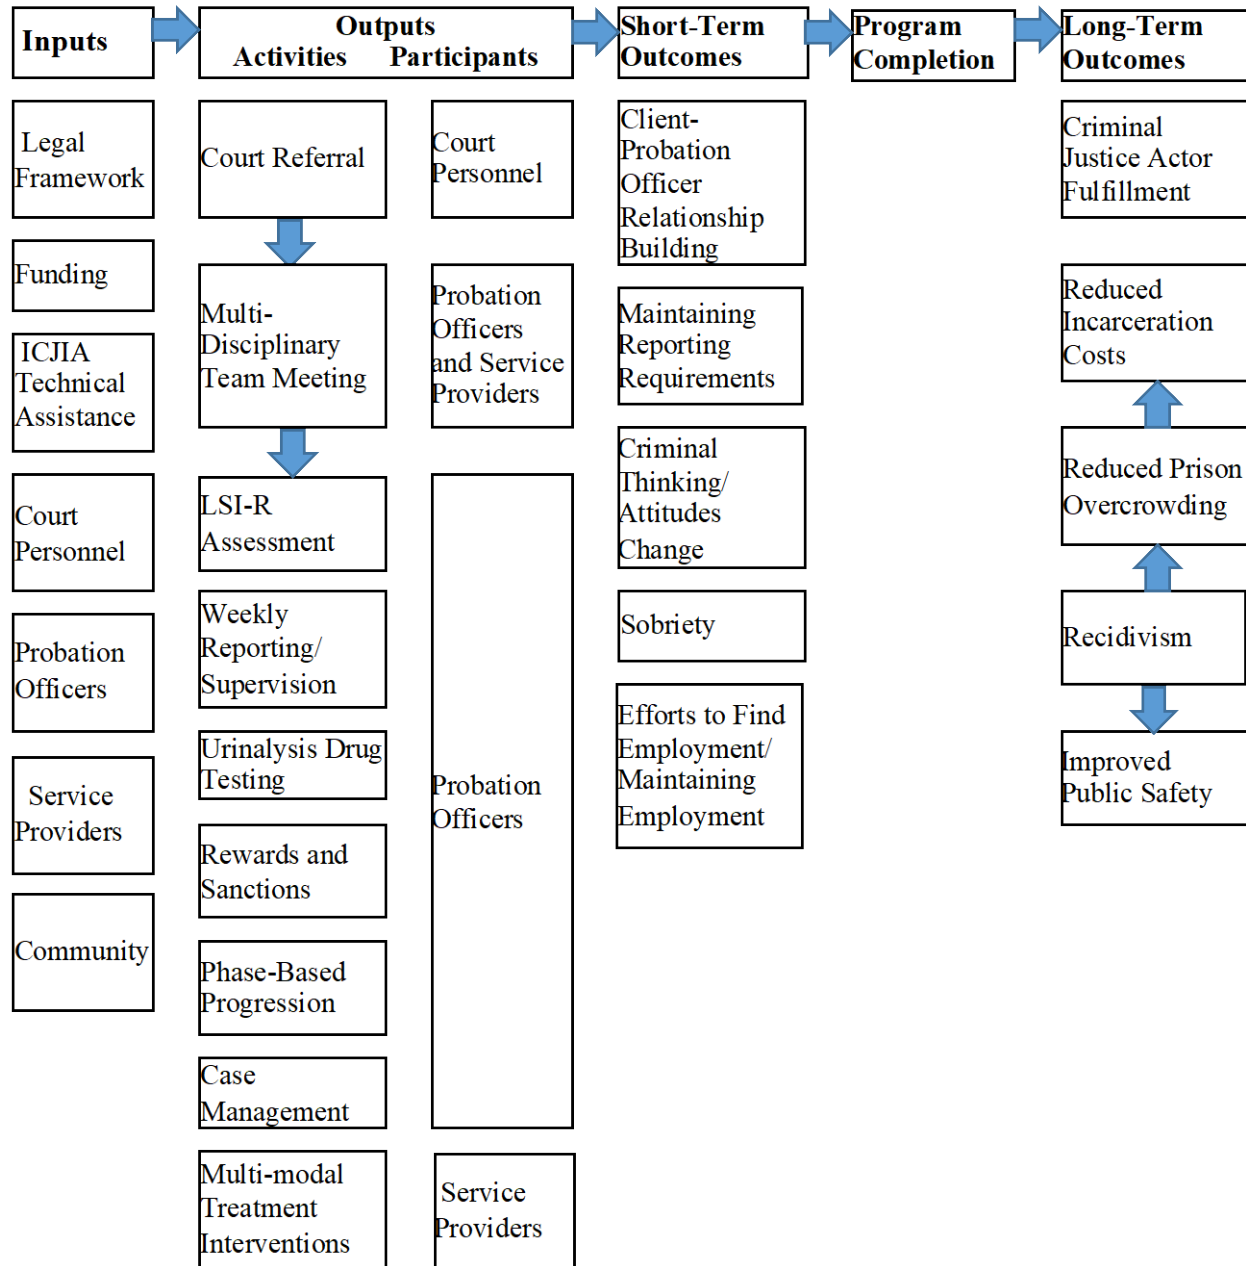 Inputs
Outputs
Activities Participants
Short-Term
Outcomes
Program
Completion
Long-Term
Outcomes
Legal
Framework
Funding
ICJIA
Technical
Assistance
Court
Personnel
Probation
Officers
Service
Providers
Community
Court Referral
Multi-
Disciplinary
Team Meeting
LSI-R
Assessment
Weekly
Reporting/
Supervision
Urinalysis Drug
Testing
Rewards and
Sanctions
Phase-Based
Progression
Case
Management
Multi-modal
Treatment
Interventions
Court
Personnel
Probation
Officers
and Service
Providers
Probation
Officers
Service
Providers
Client-
Probation
Officer
Relationship
Building
Maintaining
Reporting
Requirements
Criminal
Thinking/
Attitudes
Change
Sobriety
Efforts to Find
Employment/
Maintaining
Employment
Criminal
Justice Actor
Fulfillment
Reduced
Incarceration
Costs
Reduced Prison
Overcrowding
Recidivism
Improved
Public Safety